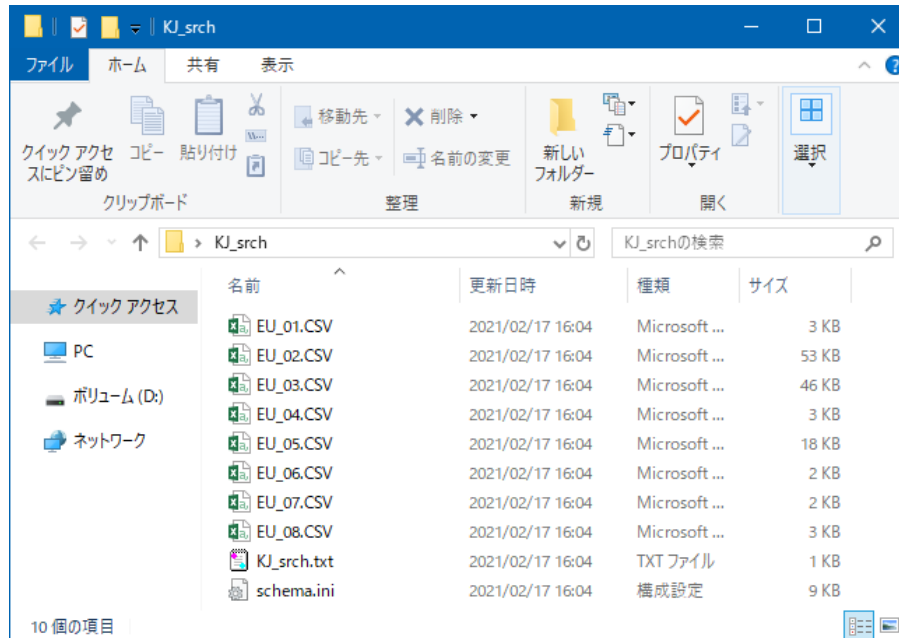 KJ_srch
ファイル ホーム 共有 表示
クイック アクセスにピン留め
コピー
貼り付け
移動先
コピー先
削除
名前の変更
新しいフォルダー
プロパティ
選択
クリップボード 整理 新規 開く
KJ_srch
KJ_srchの検索
クイック アクセス
PC
ボリューム (D:)
ネットワーク
名前 更新日時 種類 サイズ
EU_01.CSV 2021/02/17 16:04 Microsoft ... 3 KB
EU_02.CSV 2021/02/17 16:04 Microsoft ... 53 KB
EU_03.CSV 2021/02/17 16:04 Microsoft ... 46 KB
EU_04.CSV 2021/02/17 16:04 Microsoft ... 3 KB
EU_05.CSV 2021/02/17 16:04 Microsoft ... 18 KB
EU_06.CSV 2021/02/17 16:04 Microsoft ... 2 KB
EU_07.CSV 2021/02/17 16:04 Microsoft ... 2 KB
EU_08.CSV 2021/02/17 16:04 Microsoft ... 3 KB
KJ_srch.txt 2021/02/17 16:04 TXT ファイル 1 KB
schema.ini 2021/02/17 16:04 構成設定 9 KB
10 個の項目